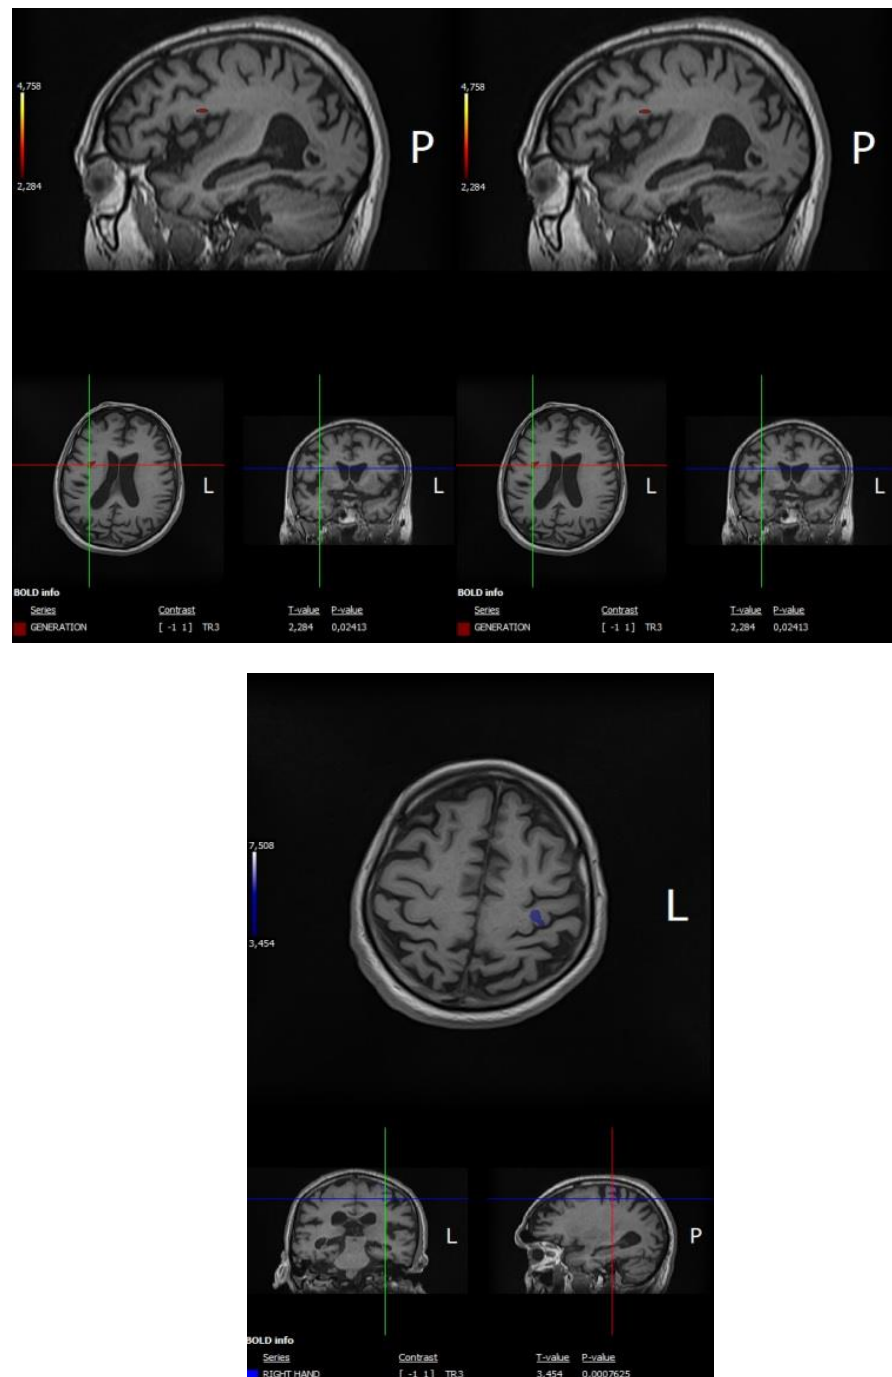 4,758
2,284
P
4,758
2,284
P
L
L
L
L
BOLD info
Series Contrast T-value P-value
GENERATION [ -1 1] TR3 2,284 0,02413
BOLD info
Series Contrast T-value P-value
GENERATION [ -1 1] TR3 2,284 0,02413
7,508
3,454
L
L
P
BOLD info
Series Contrast T-value P-value
RIGHT HAND [ -1 1] TR3 3,454 0,0007625